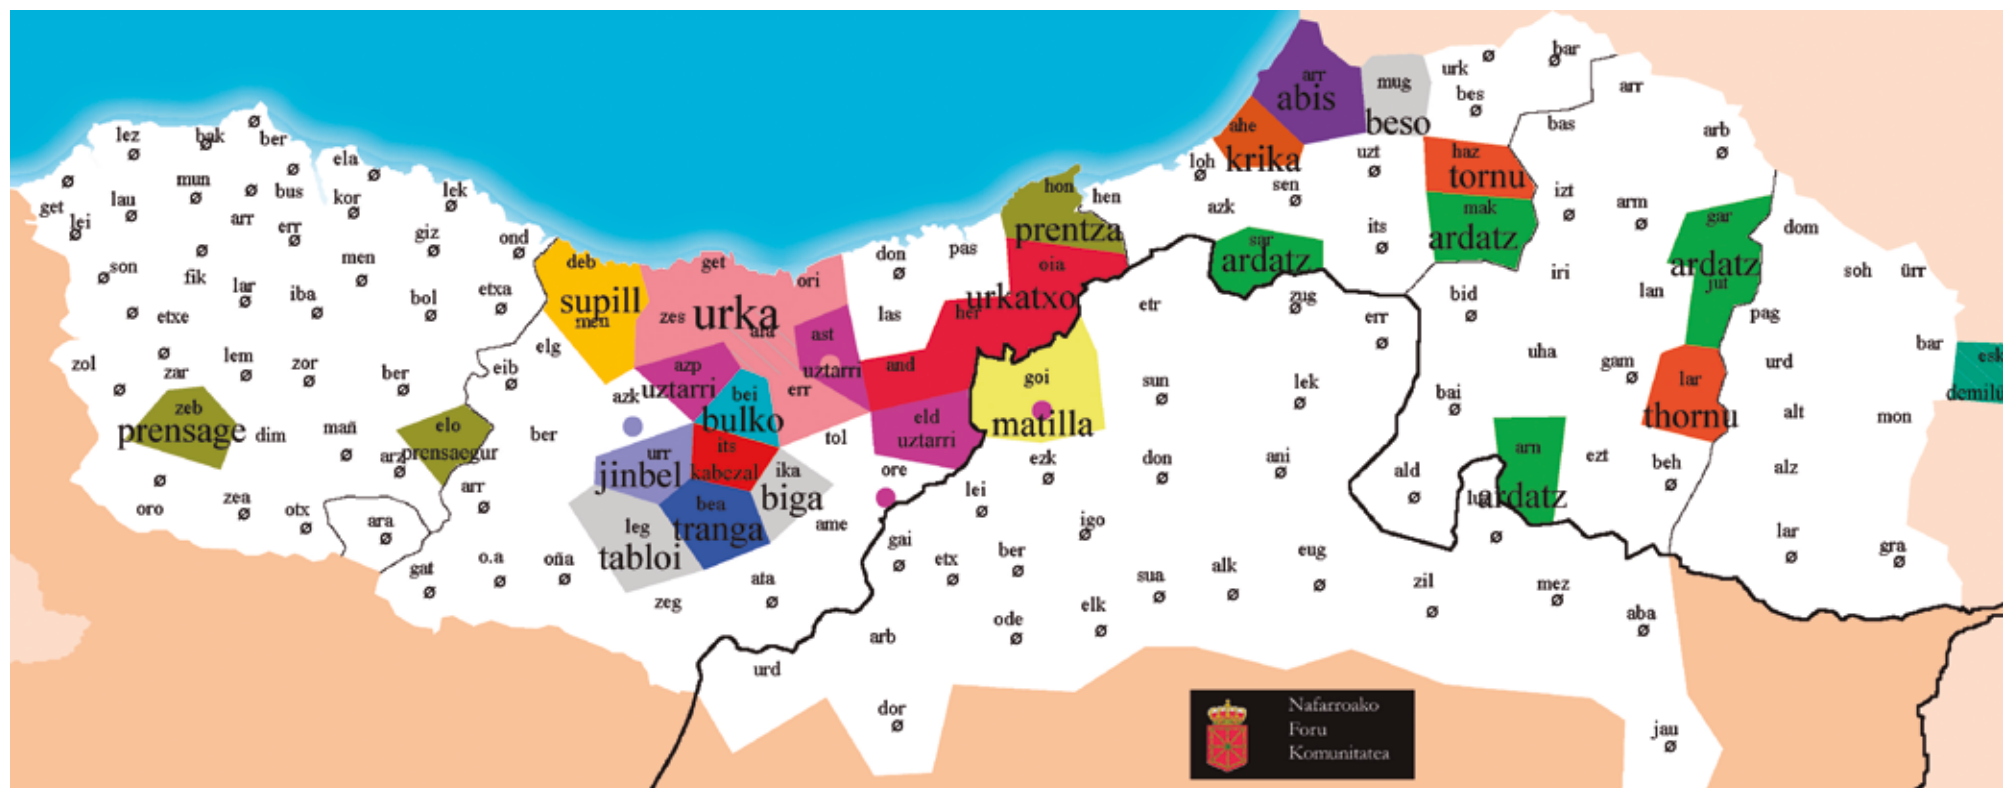 bar
urk
arr
mug
bes
arr
abis
beso
bas
lez
bak
ber
ahe
arb
ela
loh
krika
uzt
haz
tornu
mun
lau
bus
kor
lek
hon
hen
sen
izt
arm
get
lei
arr
err
giz
ond
prentza
azk
its
mak
ardatz
gar
dom
son
fik
men
deb
get
ori
don
pas
oia
sar
ardatz
iri
ardatz
soh
ürr
lar
iba
bol
etxa
supill
men
zes
urka
las
her
urkatxo
etr
zug
bid
lan
jut
etxe
ast
err
pag
zol
lem
zor
elg
eib
azp
uztarri
uztarri
and
uha
gam
urd
bar
esk
zar
ber
azk
bei
err
goi
sun
lek
bai
lar
demilü
zeb
prensage
dim
mañ
elo
prensaegur
arz
ber
bulko
tol
eld
uztarri
matilla
thornu
alt
mon
urr
jinbel
its
kabezal
ika
biga
ore
ezk
don
ani
ald
arn
ardatz
ezt
beh
alz
oro
zea
otx
ara
arr
leg
tabloi
bea
tranga
ame
lei
igo
gat
o.a
oña
zeg
ata
gai
etx
ber
sua
alk
eug
zil
mez
lar
gra
ode
elk
arb
aba
urd
dor
jau
Nafarroako
Foru
Komunitatea